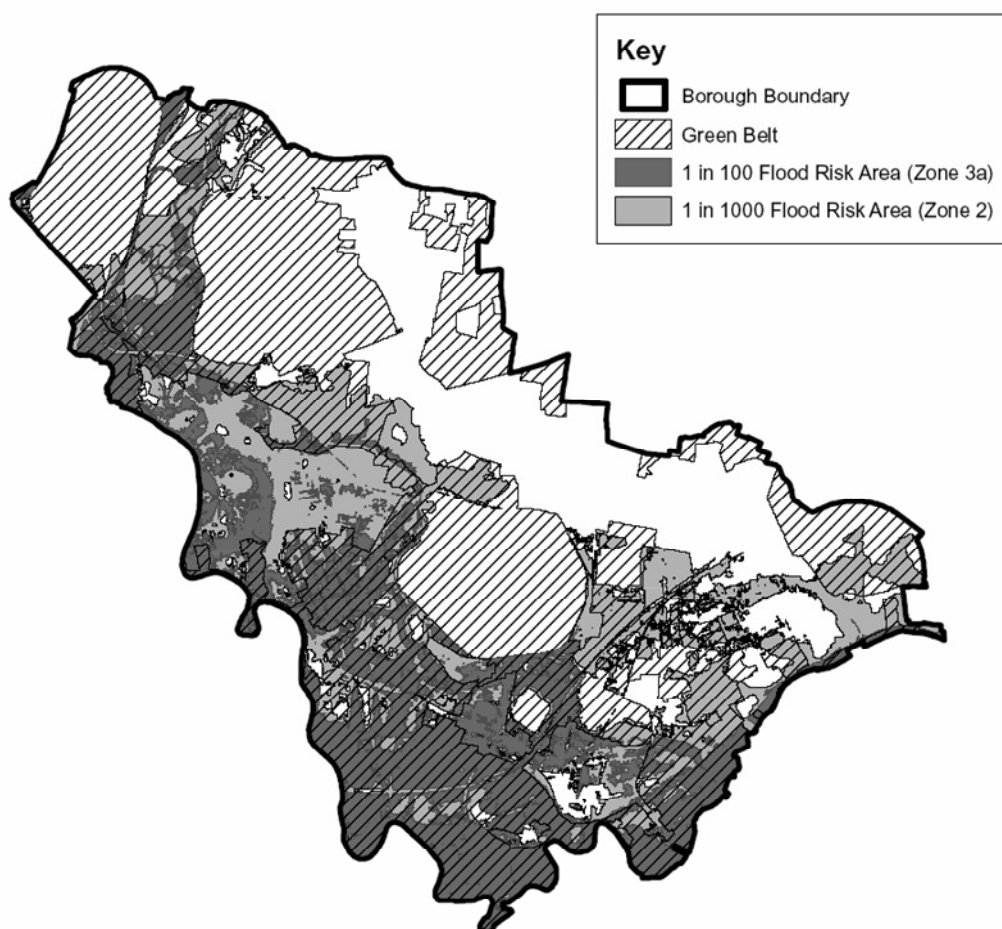 Key
Borough Boundary
Green Belt
1 in 100 Flood Risk Area (Zone 3a)
1 in 1000 Flood Risk Area (Zone 2)